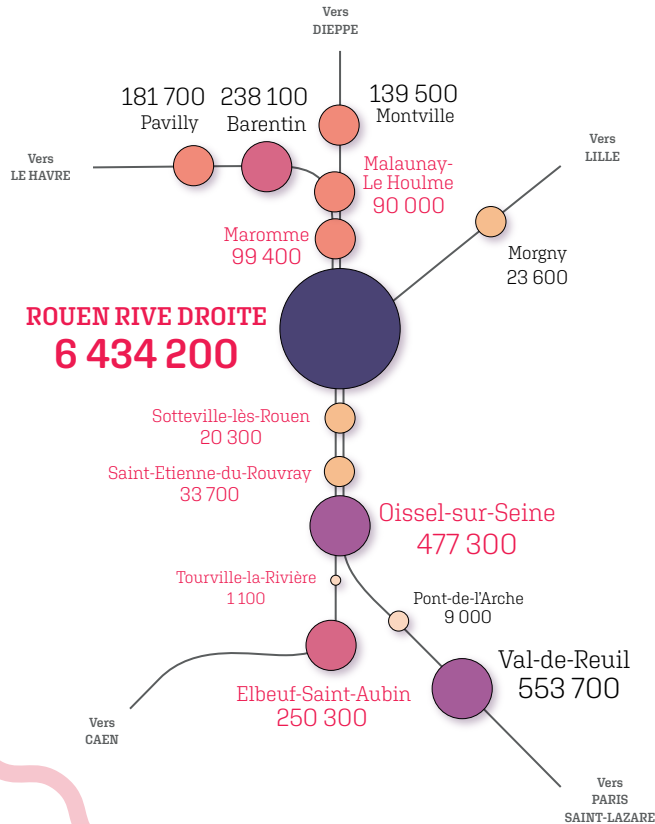 Vers
DIEPPE
181 700
Pavilly
238 100
Barentin
139 500
Montville
Vers
LE HAVRE
Malaunay-
Le Houlme
90 000
Vers
LILLE
Maromme
99 400
Morgny
23 600
ROUEN RIVE DROITE
6 434 200
Sotteville-lès-Rouen
20 300
Saint-Etienne-du-Rouvray
33 700
Oissel-sur-Seine
477 300
Tourville-la-Rivière
1 100
Pont-de-l'Arche
9 000
Val-de-Reuil
553 700
Elbeuf-Saint-Aubin
250 300
Vers
CAEN
Vers
PARIS
SAINT-LAZARE